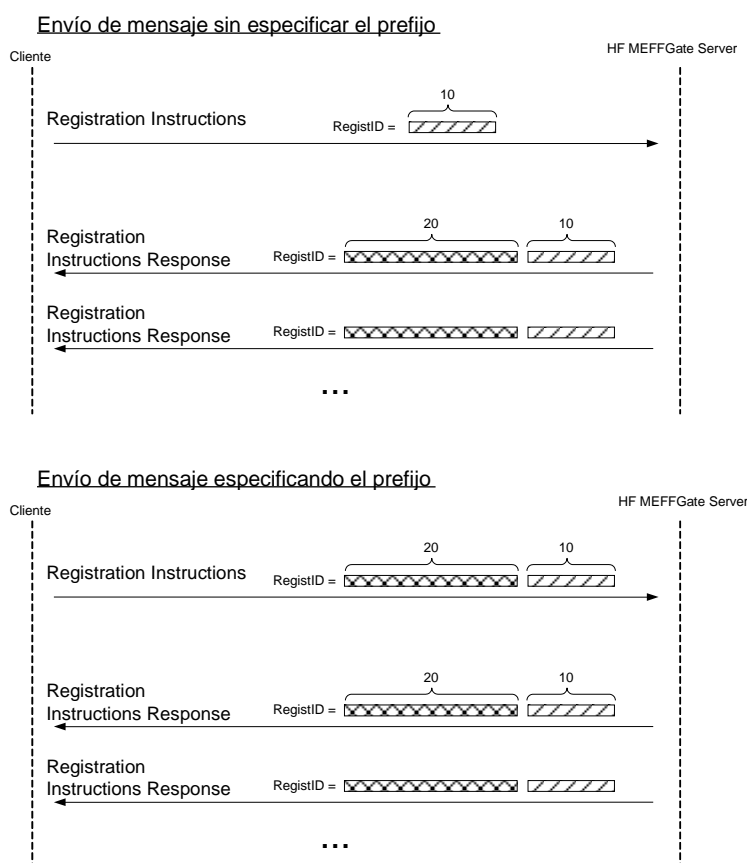 Envío de mensaje sin especificar el prefijo
Cliente
HF MEFFGate Server
10
Registration Instructions
RegistID =
20
10
Registration
Instructions Response
RegistID =
Registration
Instructions Response
RegistID =
...
Envío de mensaje especificando el prefijo
Cliente
HF MEFFGate Server
20
10
Registration Instructions
RegistID =
20
10
Registration
Instructions Response
RegistID =
Registration
Instructions Response
RegistID =
...